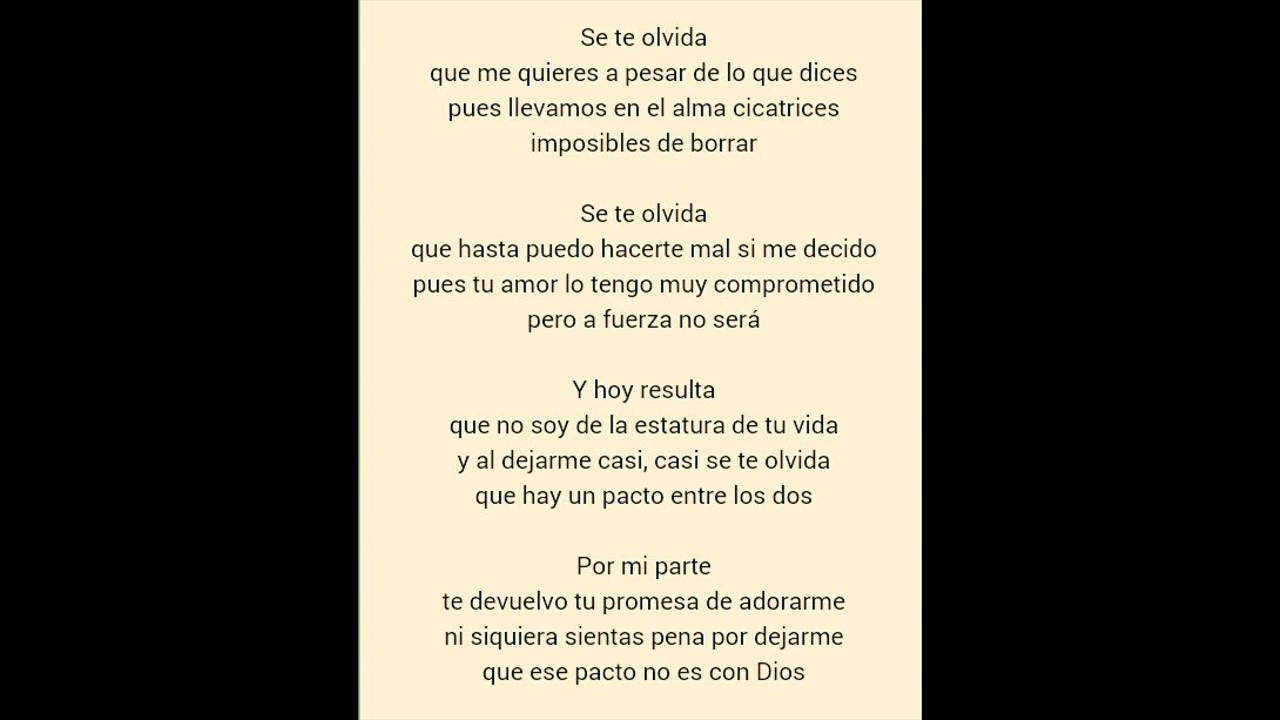 Se te olvida
que me quieres a pesar de lo que dices
pues llevamos en el alma cicatrices
imposibles de borrar
Se te olvida
que hasta puedo hacerte mal si me decido
pues tu amor lo tengo muy comprometido
pero a fuerza no será
Y hoy resulta
que no soy de la estatura de tu vida
y al dejarme casi, casi se te olvida
que hay un pacto entre los dos
Por mi parte
te devuelvo tu promesa de adorarme
ni siquiera sientas pena por dejarme
que ese pacto no es con Dios